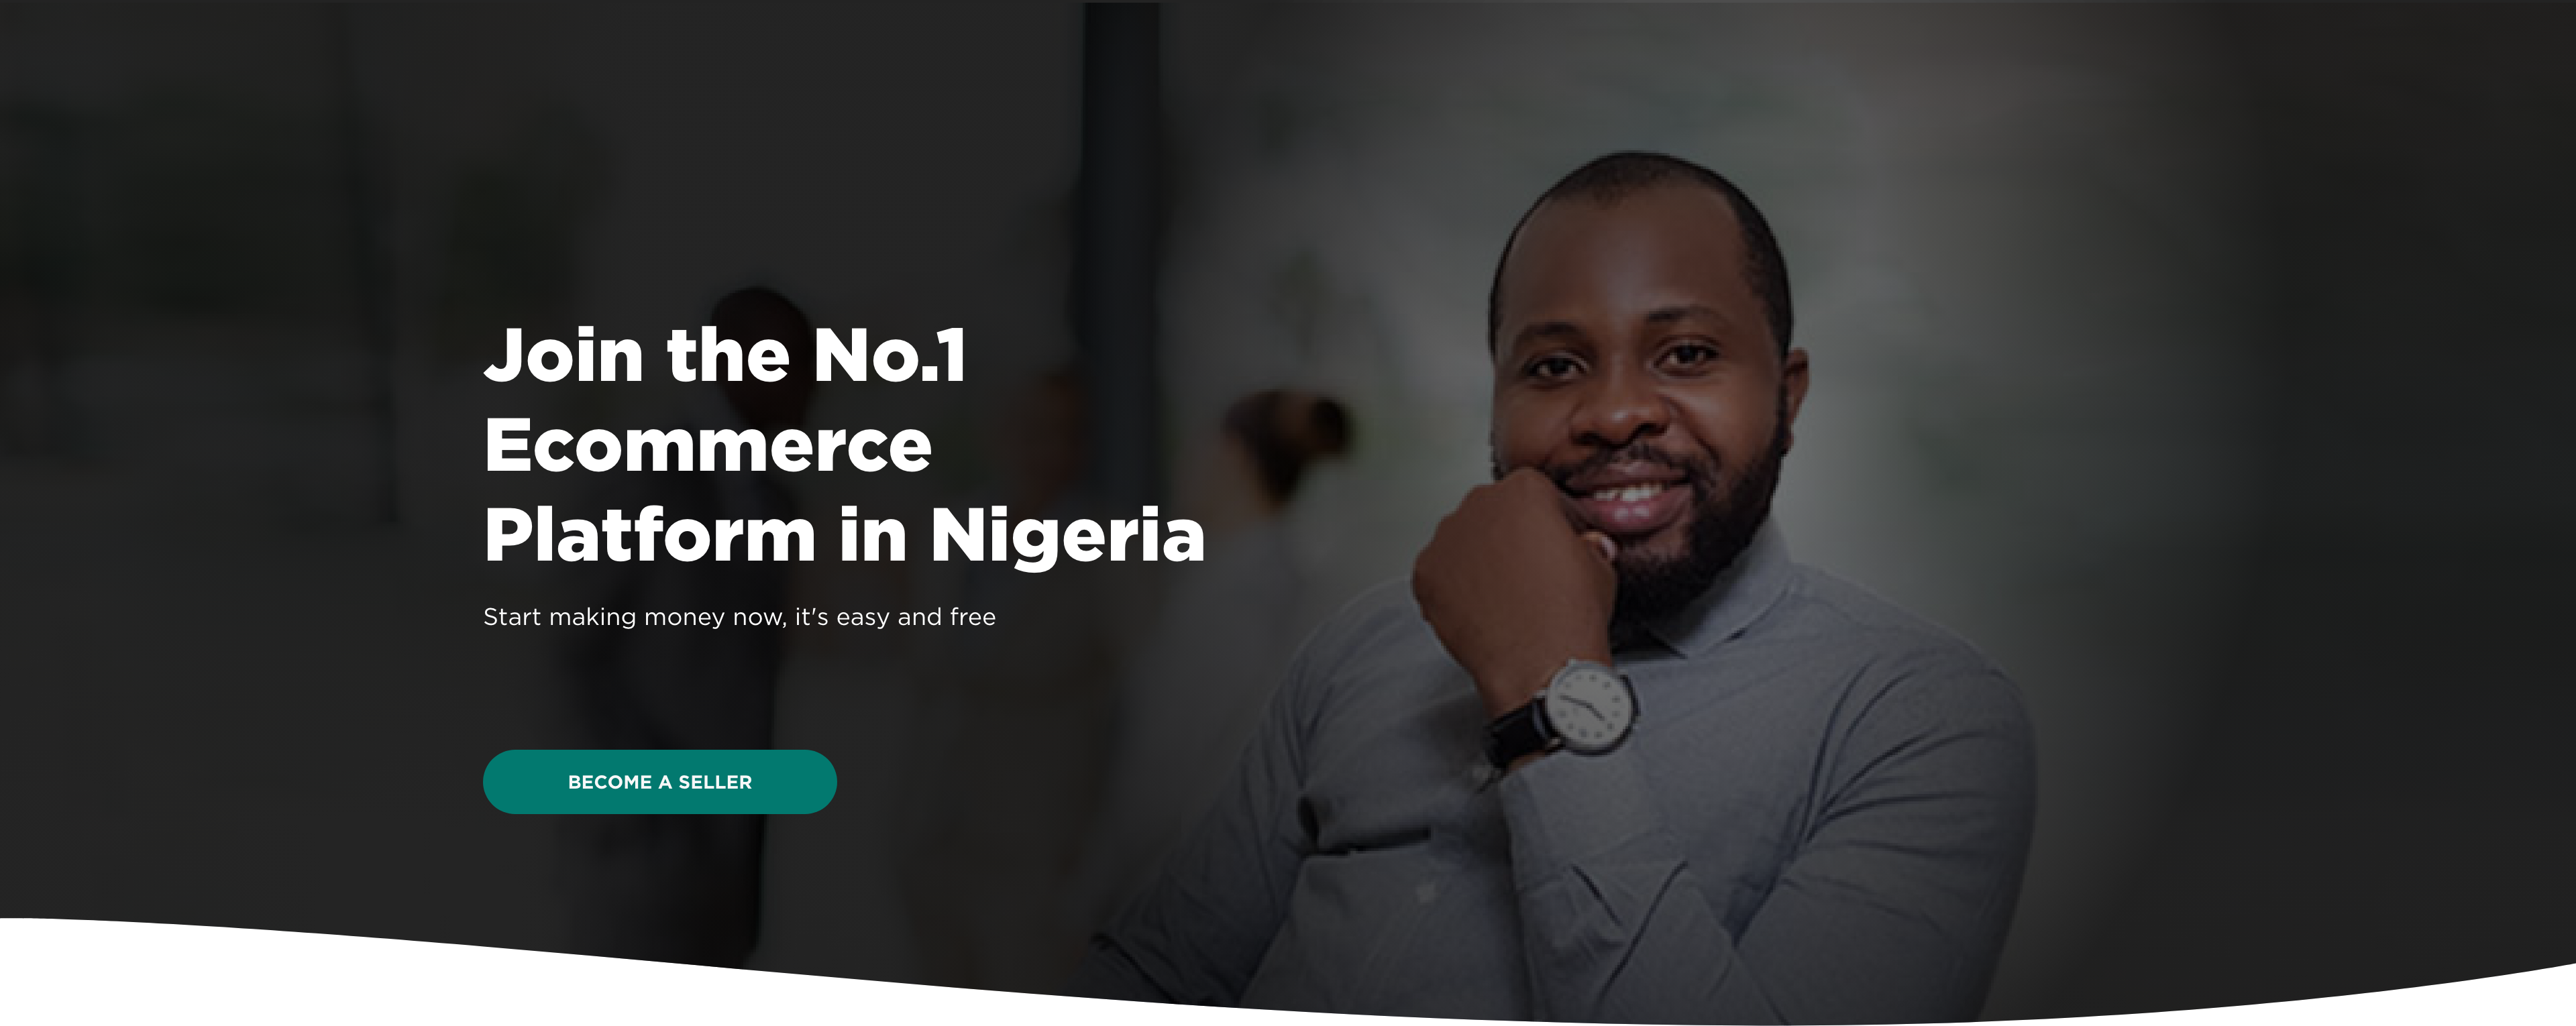 Join the No.1
Ecommerce
Platform in Nigeria
Start making money now, it's easy and free
BECOME A SELLER